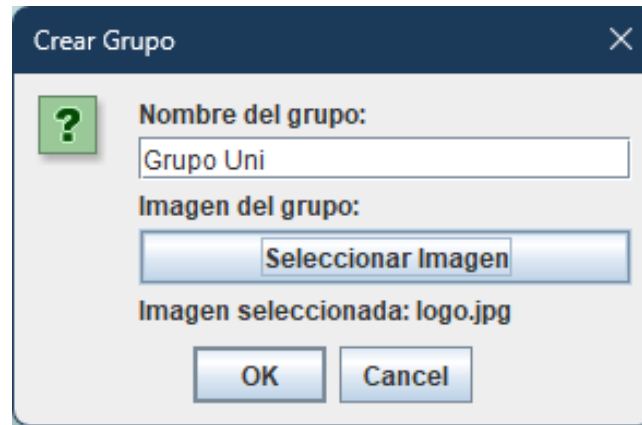 Crear Grupo
Nombre del grupo:
Grupo Uni
Imagen del grupo:
Seleccionar Imagen
Imagen seleccionada: logo.jpg
OK Cancel